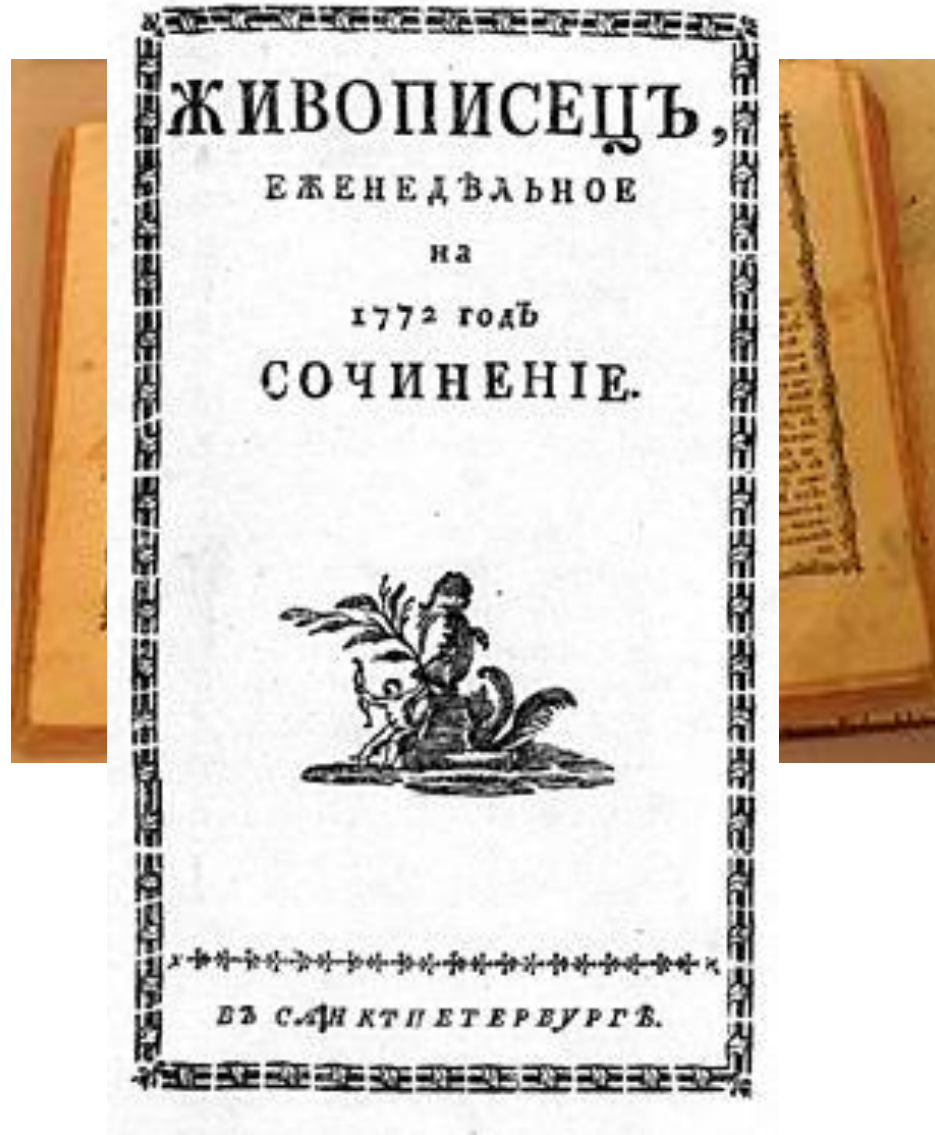 ЖИВОПИСЕЦЪ,
ЕЖЕНЕДѢЛЬНОЕ
на
1772 годЪ
СОЧИНЕНІЕ.
ВЪ САНКТПЕТЕРБУРГѢ.